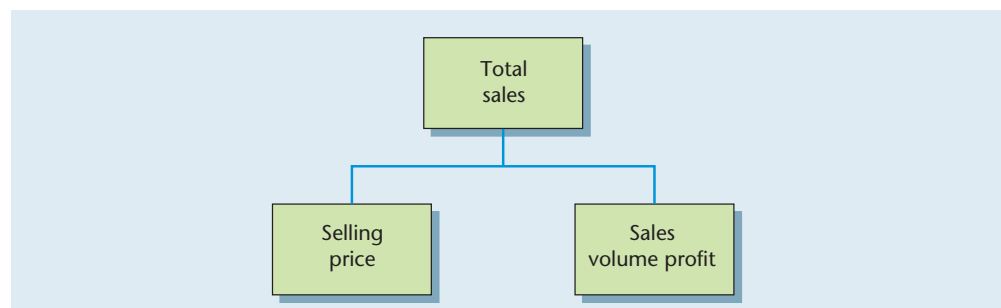 Total
sales
Selling
price
Sales
volume profit